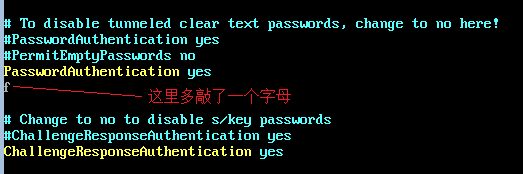 # To disable tunneled clear text passwords, change to no here!
#PasswordAuthentication yes
#PermitEmptyPasswords no
PasswordAuthentication yes
f 这里多敲了一个字母
# Change to no to disable s/key passwords
#ChallengeResponseAuthentication yes
ChallengeResponseAuthentication yes